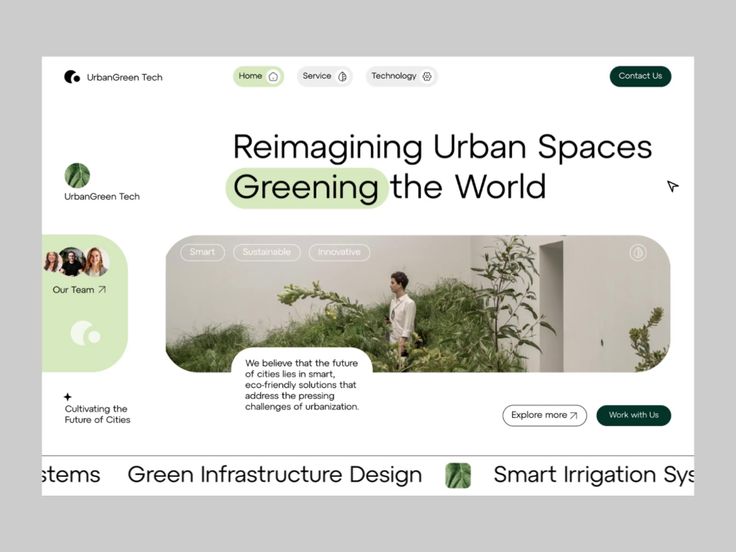 UrbanGreen Tech
Home
Service
Technology
Contact Us
Reimagining Urban Spaces
Greening the World
UrbanGreen Tech
Smart
Sustainable
Innovative
Our Team
We believe that the future
of cities lies in smart,
eco-friendly solutions that
address the pressing
challenges of urbanization.
Cultivating the
Future of Cities
Explore more
Work with Us
stems
Green Infrastructure Design
Smart Irrigation Sys